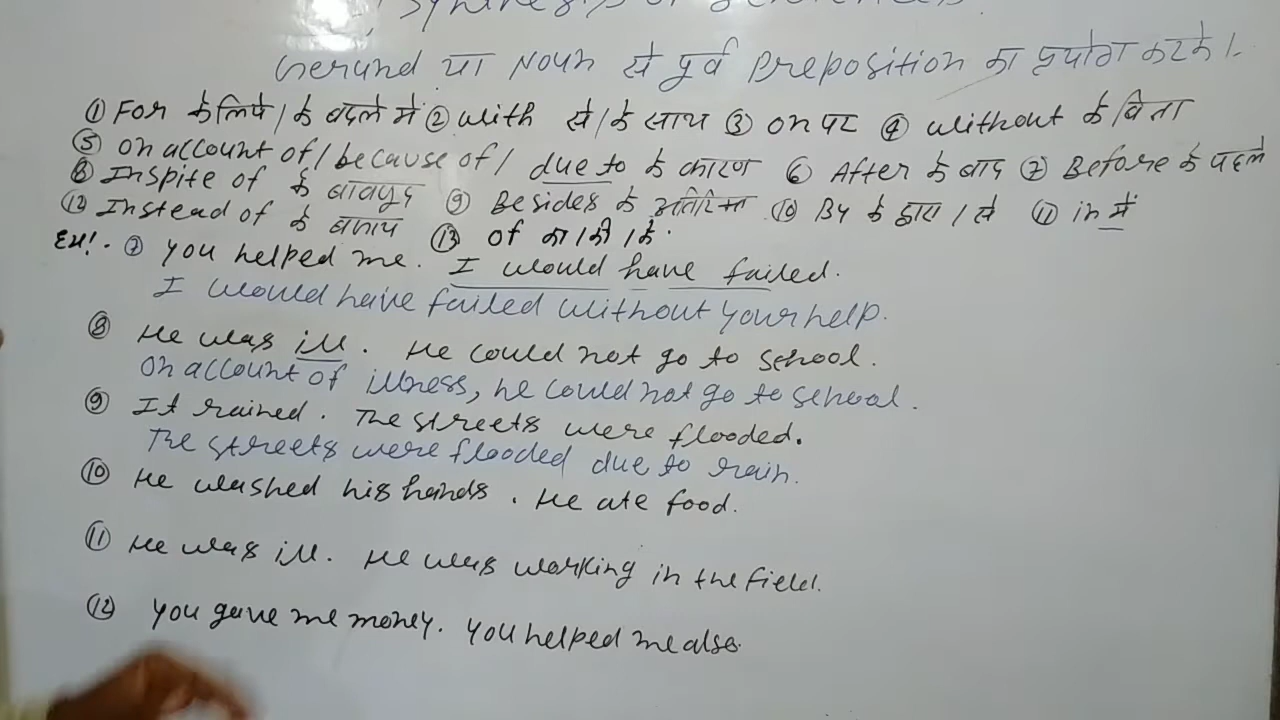 Synthesis of Sentences.
Gerund या Noun से पूर्व Preposition का प्रयोग करके।-
① For के लिये/के बदले में ② with से/के साथ ③ on पर ④ without के बिना
⑤ on account of/because of/due to के कारण ⑥ After के बाद ⑦ Before के पहले
⑧ Inspite of के बावजूद ⑨ Besides के अतिरिक्त ⑩ By के द्वारा/से ⑪ in में
⑫ Instead of के बजाय ⑬ of का/की/के.
Ex!. ⑦ you helped me. I would have failed.
I would have failed without your help.
⑧ He was ill. He could not go to school.
On account of illness, he could not go to school.
⑨ It rained. The streets were flooded.
The streets were flooded due to rain.
⑩ He washed his hands. He ate food.
⑪ He was ill. He was working in the field.
⑫ You gave me money. You helped me also.